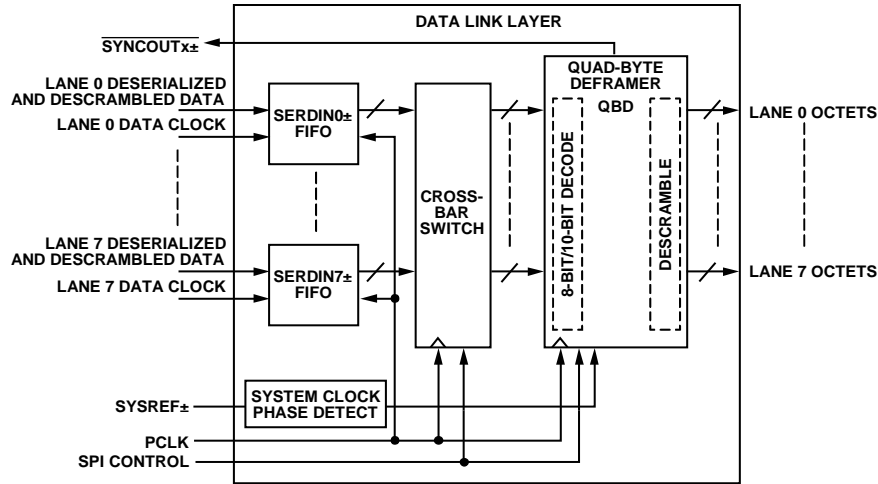 DATA LINK LAYER
SYNCOUTx±
LANE 0 DESERIALIZED
AND DESCRAMBLED DATA
LANE 0 DATA CLOCK
SERDIN0±
FIFO
QUAD-BYTE
DEFRAMER
QBD
LANE 0 OCTETS
CROSS-
BAR
SWITCH
8-BIT/10-BIT DECODE
DESCRAMBLE
LANE 7 DESERIALIZED
AND DESCRAMBLED DATA
LANE 7 DATA CLOCK
SERDIN7±
FIFO
LANE 7 OCTETS
SYSREF±
SYSTEM CLOCK
PHASE DETECT
PCLK
SPI CONTROL